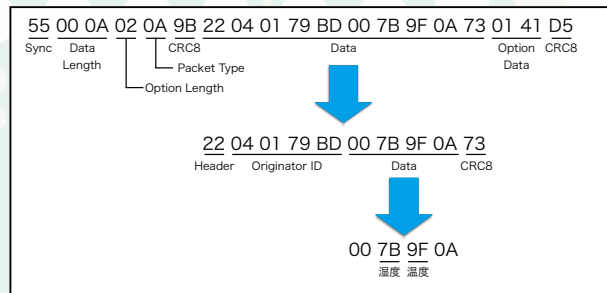 55 00 0A 02 0A 9B 22 04 01 79 BD 00 7B 9F 0A 73 01 41 D5
Sync Data Length CRC8 Data Option Data CRC8
Packet Type
Option Length
22 04 01 79 BD 00 7B 9F 0A 73
Header Originator ID Data CRC8
00 7B 9F 0A
湿度 温度